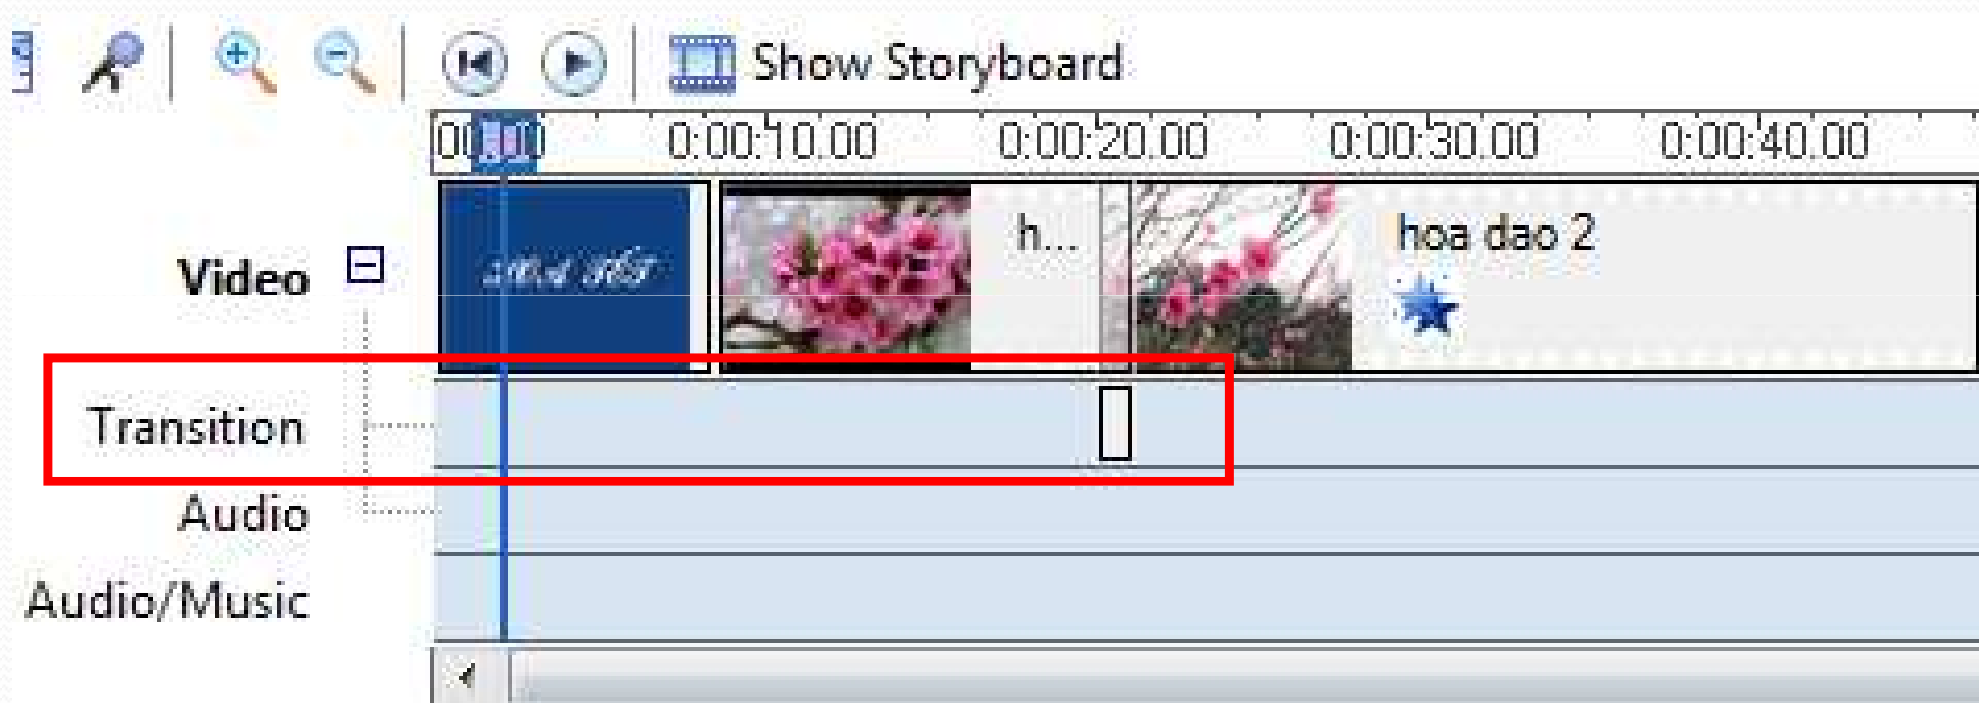 Show Storyboard
0:00:10.00 0:00:20.00 0:00:30.00 0:00:40.00
Video
h...
hoa dao 2
Transition
Audio
Audio/Music